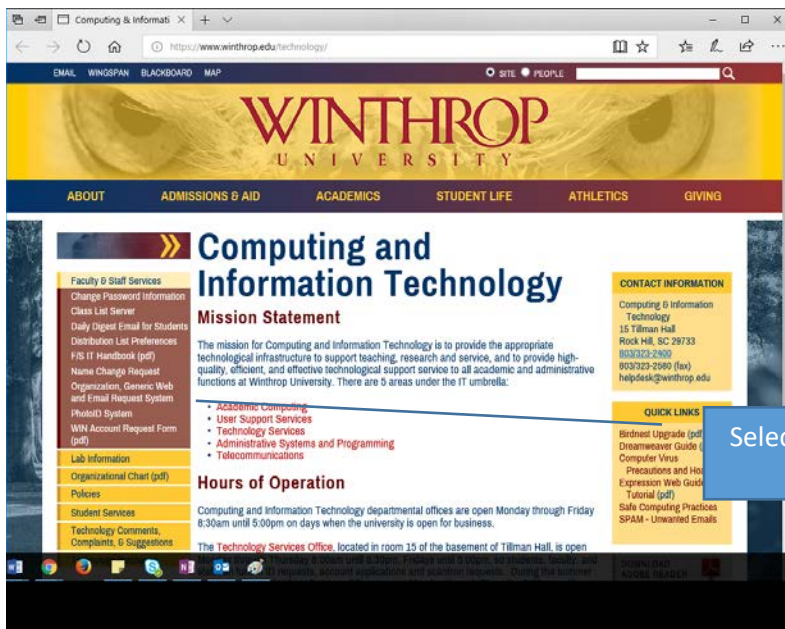 Computing & Informati
https://www.winthrop.edu/technology/
EMAIL WINGSPAN BLACKBOARD MAP
SITE PEOPLE
WINTHROP
UNIVERSITY
ABOUT ADMISSIONS & AID ACADEMICS STUDENT LIFE ATHLETICS GIVING
Faculty & Staff Services
Change Password Information
Class List Server
Daily Digest Email for Students
Distribution List Preferences
F/S IT Handbook (pdf)
Name Change Request
Organization, Generic Web
and Email Request System
PhotoID System
WIN Account Request Form
(pdf)
Lab Information
Organizational Chart (pdf)
Policies
Student Services
Technology Comments,
Complaints, & Suggestions
Computing and
Information Technology
Mission Statement
The mission for Computing and Information Technology is to provide the appropriate
technological infrastructure to support teaching, research and service, and to provide high-
quality, efficient, and effective technological support service to all academic and administrative
functions at Winthrop University. There are 5 areas under the IT umbrella:
• Academic Computing
• User Support Services
• Technology Services
• Administrative Systems and Programming
• Telecommunications
Hours of Operation
Computing and Information Technology departmental offices are open Monday through Friday
8:30am until 5:00pm on days when the university is open for business.
The Technology Services Office, located in room 15 of the basement of Tillman Hall, is open
CONTACT INFORMATION
Computing & Information
Technology
15 Tillman Hall
Rock Hill, SC 29733
803/323-2400
803/323-2580 (fax)
helpdesk@winthrop.edu
QUICK LINKS
Birdnest Upgrade (pdf
Dreamweaver Guide (
Computer Virus
Precautions and
Expression Web Guide
Tutorial (pdf)
Safe Computing Practices
SPAM - Unwanted Emails
Selec
DOWNLOAD
ADOBE READER